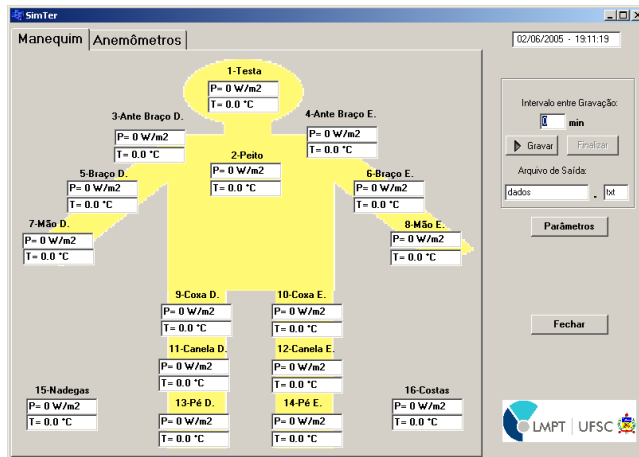 SimTer
Manequim Anemômetros
02/06/2005 - 19:11:19
1-Testa
P= 0 W/m2
T= 0.0 °C
3-Ante Braço D.
P= 0 W/m2
T= 0.0 °C
4-Ante Braço E.
P= 0 W/m2
T= 0.0 °C
2-Peito
P= 0 W/m2
T= 0.0 °C
5-Braço D.
P= 0 W/m2
T= 0.0 °C
6-Braço E.
P= 0 W/m2
T= 0.0 °C
7-Mão D.
P= 0 W/m2
T= 0.0 °C
8-Mão E.
P= 0 W/m2
T= 0.0 °C
9-Coxa D.
P= 0 W/m2
T= 0.0 °C
10-Coxa E.
P= 0 W/m2
T= 0.0 °C
11-Canela D.
P= 0 W/m2
T= 0.0 °C
12-Canela E.
P= 0 W/m2
T= 0.0 °C
15-Nadegas
P= 0 W/m2
T= 0.0 °C
13-Pé D.
P= 0 W/m2
T= 0.0 °C
14-Pé E.
P= 0 W/m2
T= 0.0 °C
16-Costas
P= 0 W/m2
T= 0.0 °C
Intervalo entre Gravação:
0 min
Gravar Finalizar
Arquivo de Saída:
dados . txt
Parâmetros
Fechar
LMPT | UFSC